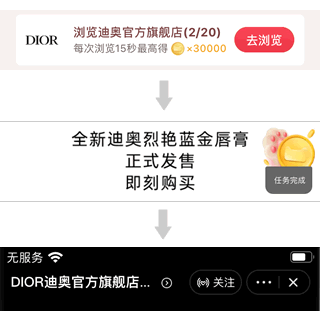 DIOR
浏览迪奥官方旗舰店(2/20)
每次浏览15秒最高得 ×30000
去浏览
全新迪奥烈艳蓝金唇膏
正式发售
即刻购买
任务完成
无服务
DIOR迪奥官方旗舰店...
关注